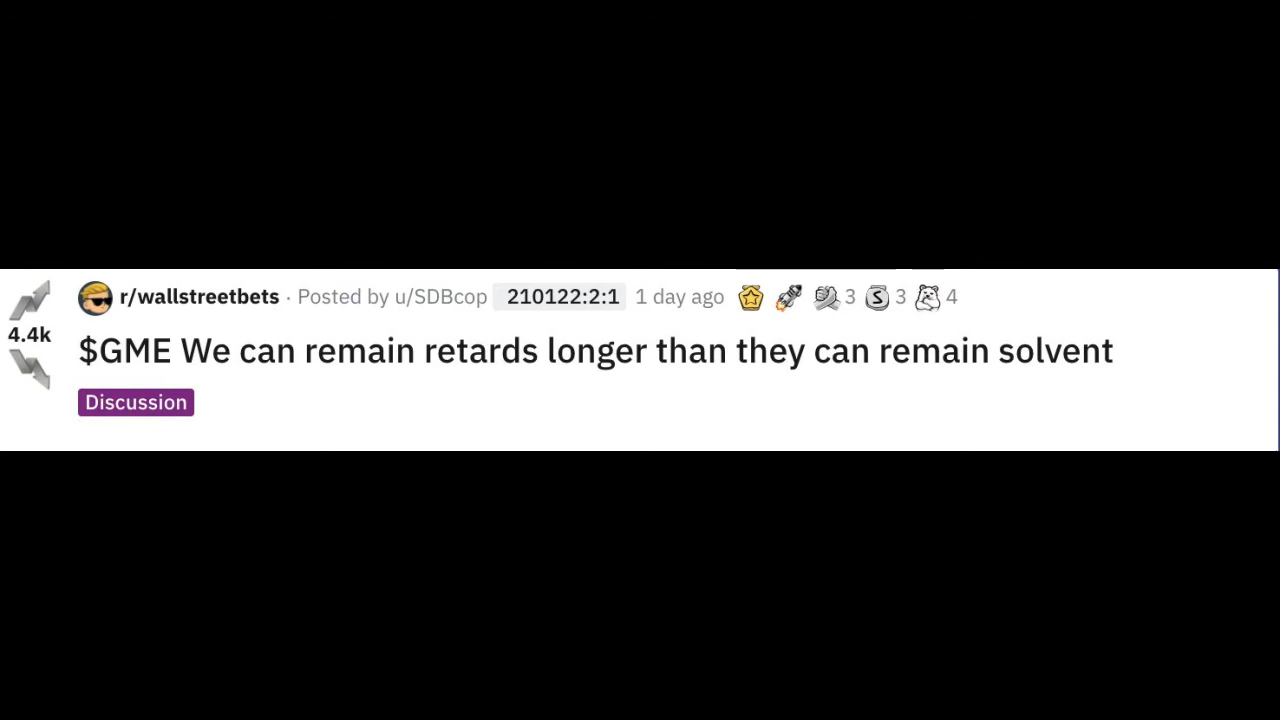 r/wallstreetbets · Posted by u/SDBcop 210122:2:1 1 day ago 3 3 4
4.4k
$GME We can remain retards longer than they can remain solvent
Discussion